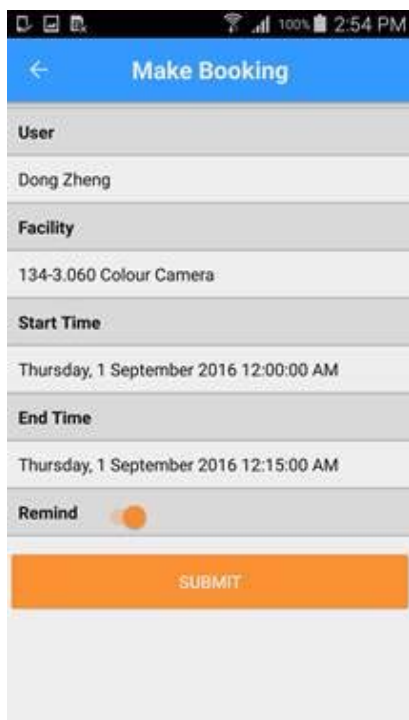 100% 2:54 PM
Make Booking
User
Dong Zheng
Facility
134-3.060 Colour Camera
Start Time
Thursday, 1 September 2016 12:00:00 AM
End Time
Thursday, 1 September 2016 12:15:00 AM
Remind
SUBMIT